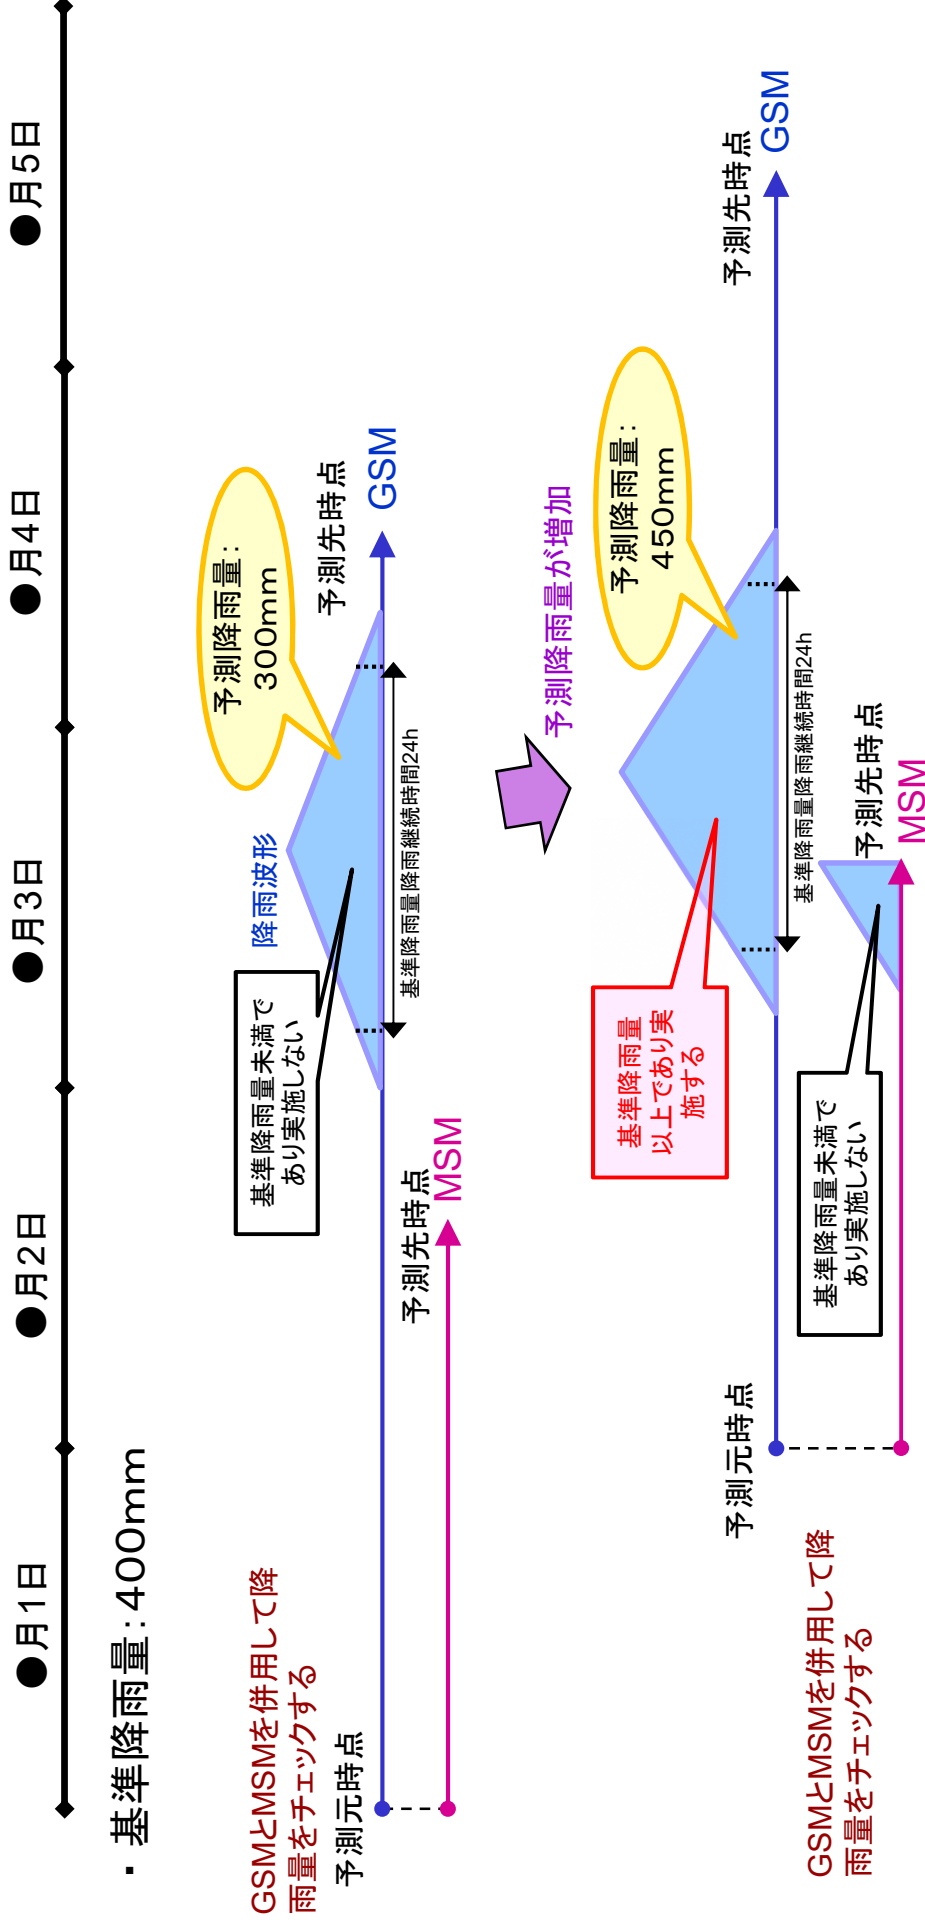 ●月1日
●月2日
●月3日
●月4日
●月5日
・基準降雨量:400mm
GSMとMSMを併用して降
雨量をチェックする
予測元時点
基準降雨量未満で
あり実施しない
降雨波形
予測降雨量:
300mm
予測先時点
GSM
基準降雨量降雨継続時間24h
予測先時点
MSM
予測降雨量が増加
GSMとMSMを併用して降
雨量をチェックする
予測元時点
基準降雨量
以上であり実
施する
予測降雨量:
450mm
予測先時点
GSM
基準降雨量降雨継続時間24h
基準降雨量未満で
あり実施しない
予測先時点
MSM